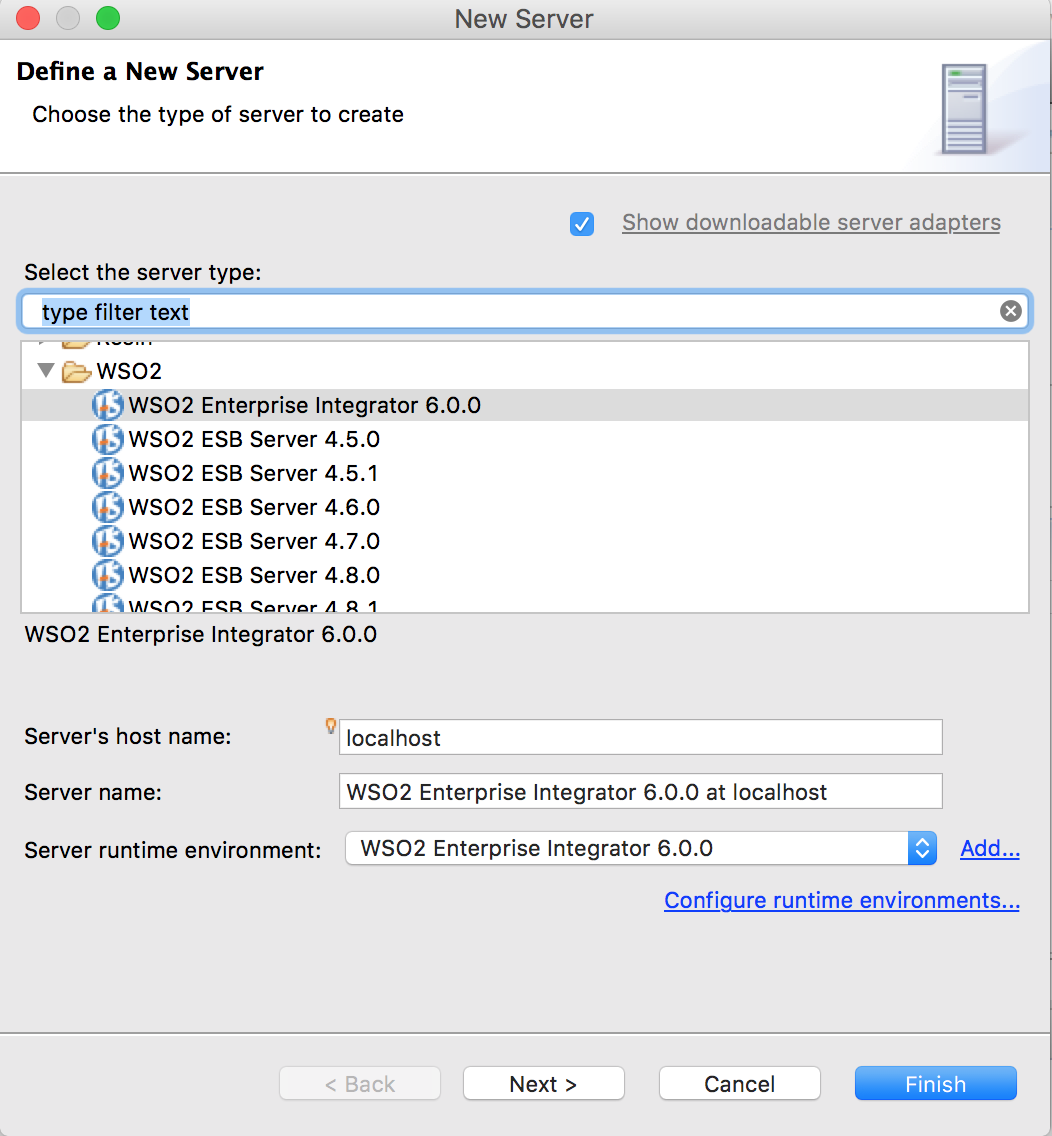 New Server
Define a New Server
Choose the type of server to create
Show downloadable server adapters
Select the server type:
type filter text
Resin
WSO2
WSO2 Enterprise Integrator 6.0.0
WSO2 ESB Server 4.5.0
WSO2 ESB Server 4.5.1
WSO2 ESB Server 4.6.0
WSO2 ESB Server 4.7.0
WSO2 ESB Server 4.8.0
WSO2 ESB Server 4.8.1
WSO2 Enterprise Integrator 6.0.0
Server's host name: localhost
Server name: WSO2 Enterprise Integrator 6.0.0 at localhost
Server runtime environment: WSO2 Enterprise Integrator 6.0.0 Add...
Configure runtime environments...
< Back Next > Cancel Finish